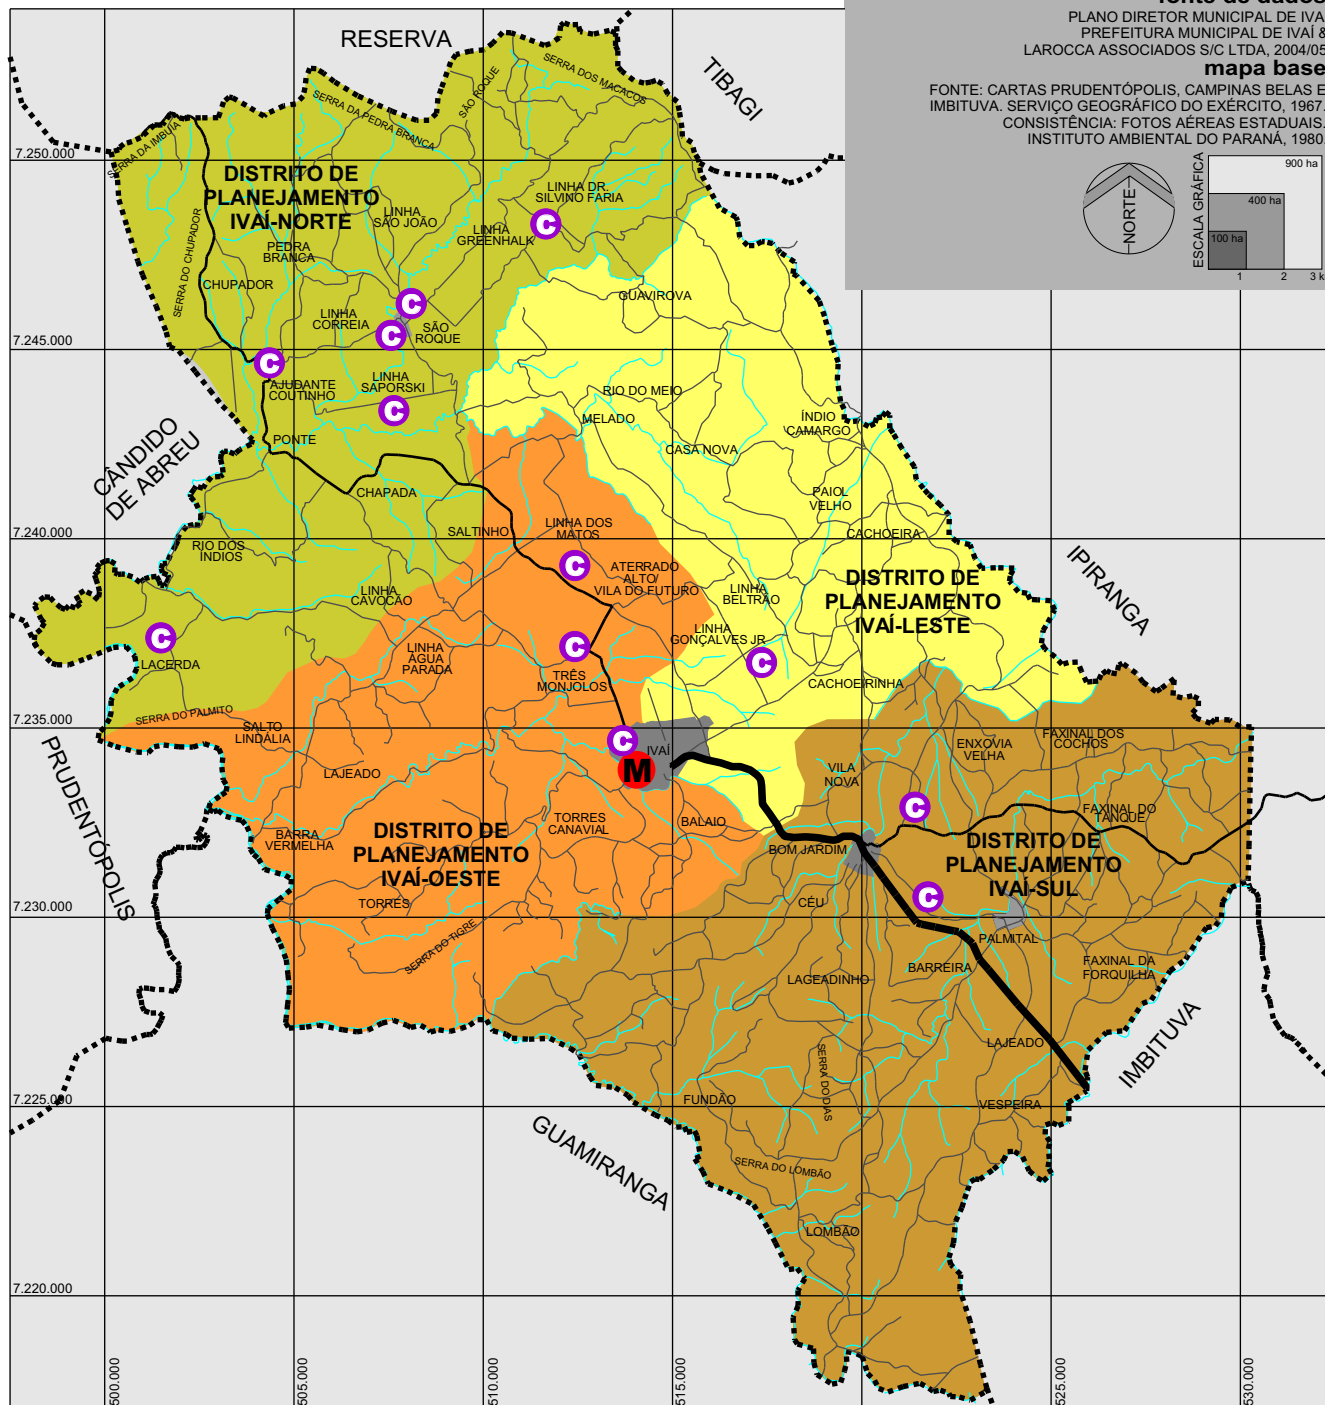 fonte de dados
PLANO DIRETOR MUNICIPAL DE IVA
PREFEITURA MUNICIPAL DE IVAÍ &
LAROCCA ASSOCIADOS S/C LTDA, 2004/05
mapa base
FONTE: CARTAS PRUDENTÓPOLIS, CAMPINAS BELAS E
IMBITUVA. SERVIÇO GEOGRÁFICO DO EXÉRCITO, 1967.
CONSISTÊNCIA: FOTOS AÉREAS ESTADUAIS.
INSTITUTO AMBIENTAL DO PARANÁ, 1980.
NORTE
ESCALA GRÁFICA
900 ha
400 ha
100 ha
1 2 3 k
RESERVA
TIBAGI
SERRA DOS MACACOS
SÃO ROQUE
SERRA DA PEDRA BRANCA
SERRA DA IMBUIA
7.250.000
DISTRITO DE
PLANEJAMENTO
IVAÍ-NORTE
LINHA DR.
SILVINO FARIA
LINHA
SÃO JOÃO
LINHA
GREENHALK
C
PEDRA
BRANCA
SERRA DO CHUPADOR
CHUPADOR
GUAVIROVA
C
LINHA
CORREIA
C
SÃO
ROQUE
7.245.000
C
AJUDANTE
COUTINHO
LINHA
SAPORSKI
C
RIO DO MEIO
MELADO
ÍNDIO
CAMARGO
PONTE
CASA NOVA
CÂNDIDO
DE ABREU
CHAPADA
PAIOL
VELHO
LINHA DOS
MATOS
SALTINHO
CACHOEIRA
7.240.000
RIO DOS
ÍNDIOS
C
ATERRADO
ALTO/
VILA DO FUTURO
IPIRANGA
DISTRITO DE
PLANEJAMENTO
IVAÍ-LESTE
LINHA
CAVOCÃO
LINHA
BELTRÃO
C
LACERDA
LINHA
ÁGUA
PARADA
C
LINHA
GONÇALVES JR
C
TRÊS
MONJOLOS
CACHOEIRINHA
SERRA DO PALMITO
7.235.000
SALTO
LINDÁLIA
C
IVAÍ
M
FAXINAL DOS
COCHOS
ENXOVIA
VELHA
LAJEADO
VILA
NOVA
PRUDENTÓPOLIS
C
FAXINAL DO
TANQUE
TORRES
CANAVIAL
BALAIO
DISTRITO DE
PLANEJAMENTO
IVAÍ-OESTE
BARRA
VERMELHA
BOM JARDIM
DISTRITO DE
PLANEJAMENTO
IVAÍ-SUL
C
TORRES
CÉU
7.230.000
SERRA DO TIGRE
PALMITAL
BARREIRA
FAXINAL DA
FORQUILHA
LAGEADINHO
LAJEADO
IMBITUVA
SERRA DO DIAS
FUNDÃO
VESPEIRA
7.225.000
GUAMIRANGA
SERRA DO LOMBÃO
LOMBÃO
7.220.000
500.000
505.000
510.000
515.000
525.000
530.000